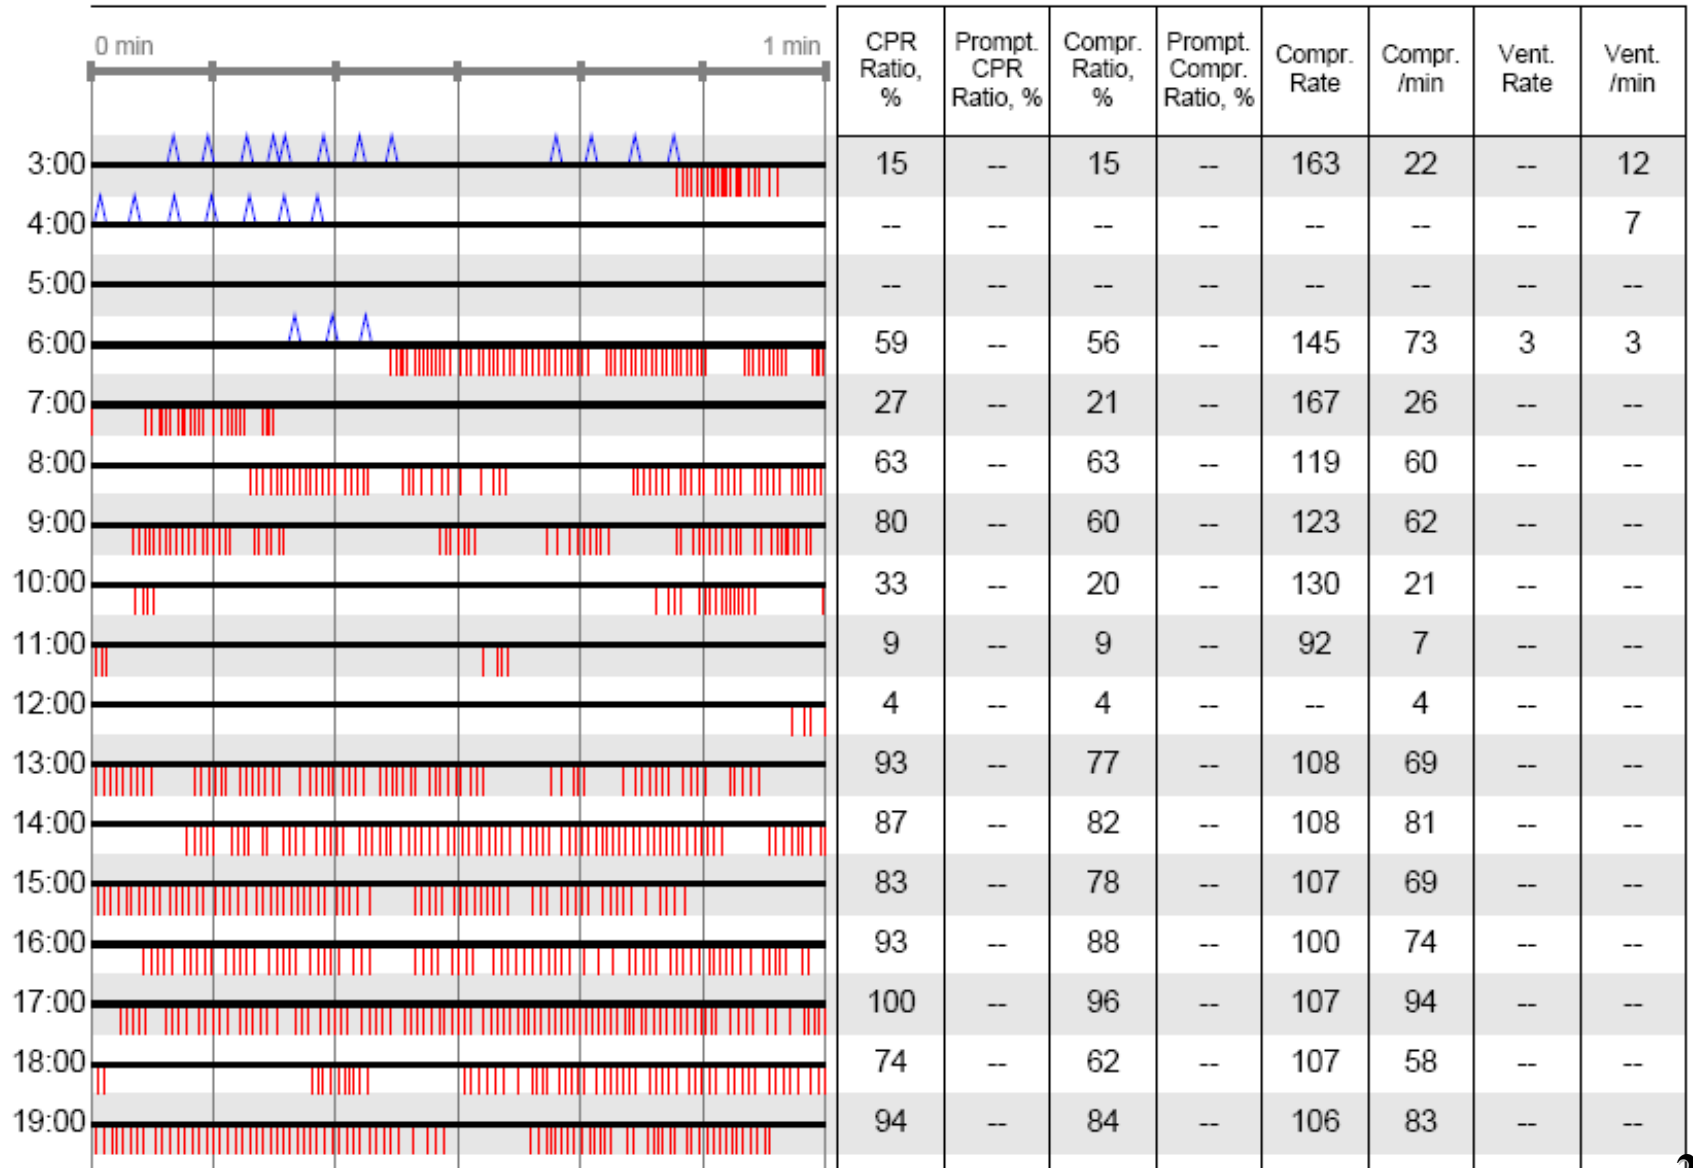 0 min 1 min
CPR Ratio, % Prompt. CPR Ratio, % Compr. Ratio, % Prompt. Compr. Ratio, % Compr. Rate Compr. /min Vent. Rate Vent. /min
3:00 15 -- 15 -- 163 22 -- 12
4:00 -- -- -- -- -- -- -- 7
5:00 -- -- -- -- -- -- -- --
6:00 59 -- 56 -- 145 73 3 3
7:00 27 -- 21 -- 167 26 -- --
8:00 63 -- 63 -- 119 60 -- --
9:00 80 -- 60 -- 123 62 -- --
10:00 33 -- 20 -- 130 21 -- --
11:00 9 -- 9 -- 92 7 -- --
12:00 4 -- 4 -- -- 4 -- --
13:00 93 -- 77 -- 108 69 -- --
14:00 87 -- 82 -- 108 81 -- --
15:00 83 -- 78 -- 107 69 -- --
16:00 93 -- 88 -- 100 74 -- --
17:00 100 -- 96 -- 107 94 -- --
18:00 74 -- 62 -- 107 58 -- --
19:00 94 -- 84 -- 106 83 -- --